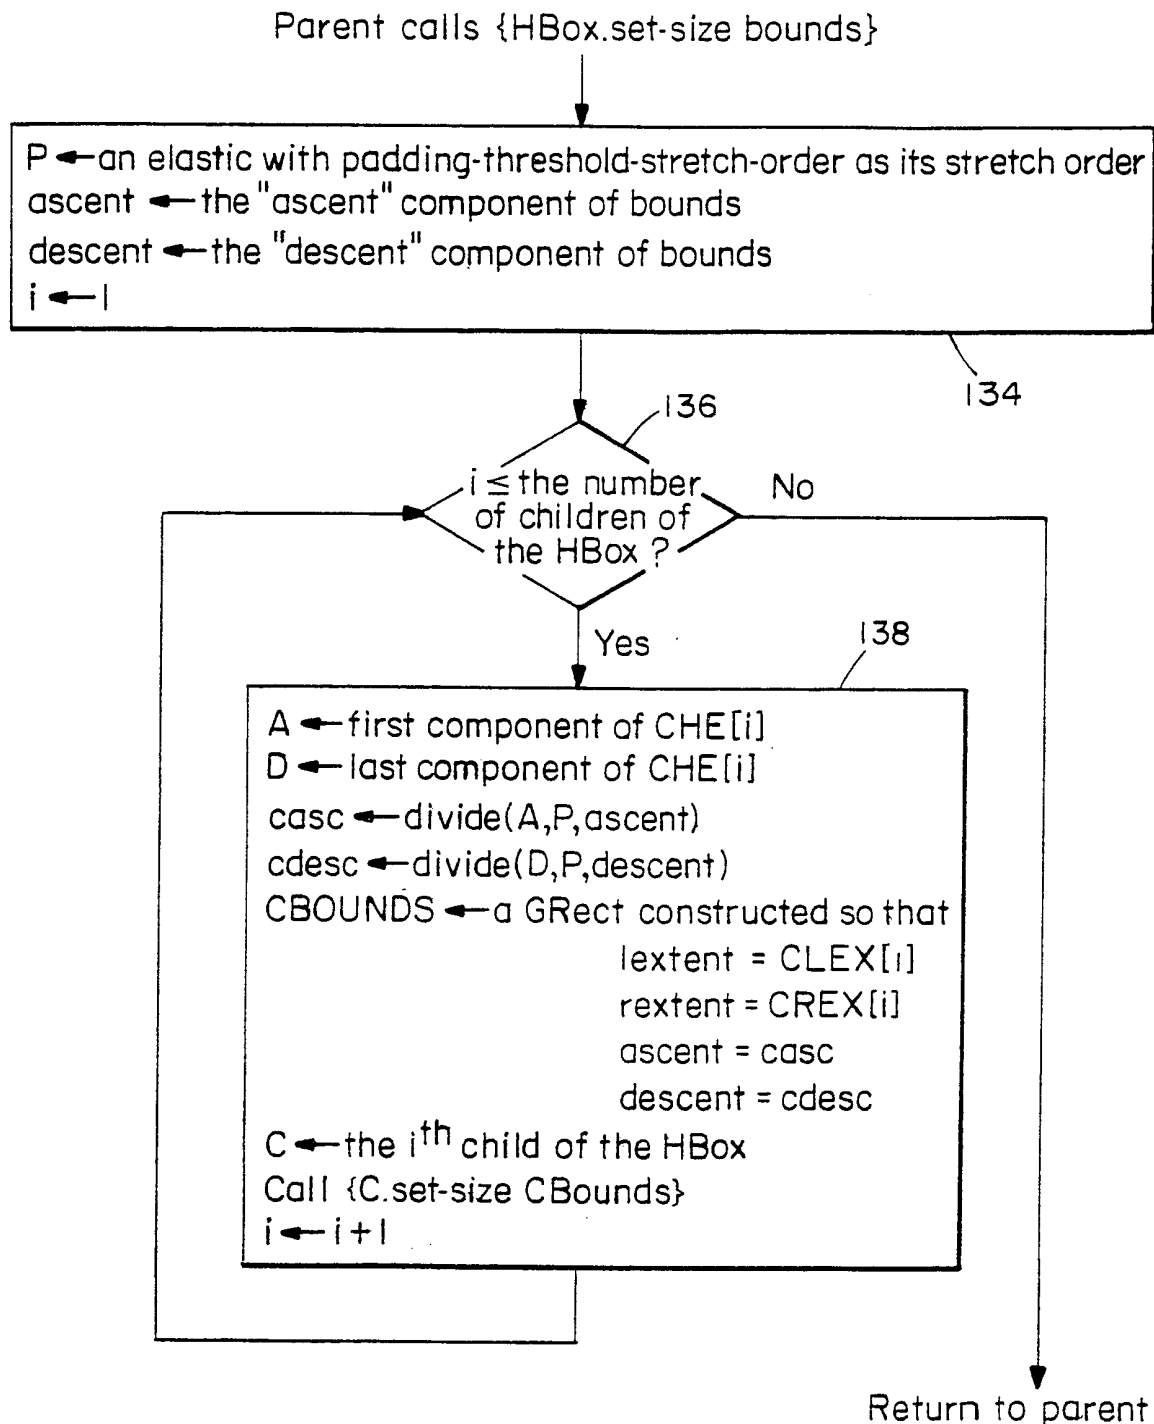 Parent calls {HBox.set-size bounds}
P ← an elastic with padding-threshold-stretch-order as its stretch order
ascent ← the "ascent" component of bounds
descent ← the "descent" component of bounds
i ← 1
134
136
i ≤ the number
of children of
the HBox ?
No
Yes
138
A ← first component of CHE[i]
D ← last component of CHE[i]
casc ← divide(A,P,ascent)
cdesc ← divide(D,P,descent)
CBOUNDS ← a GRect constructed so that
lextent = CLEX[i]
rextent = CREX[i]
ascent = casc
descent = cdesc
C ← the i^th child of the HBox
Call {C.set-size CBounds}
i ← i + 1
Return to parent